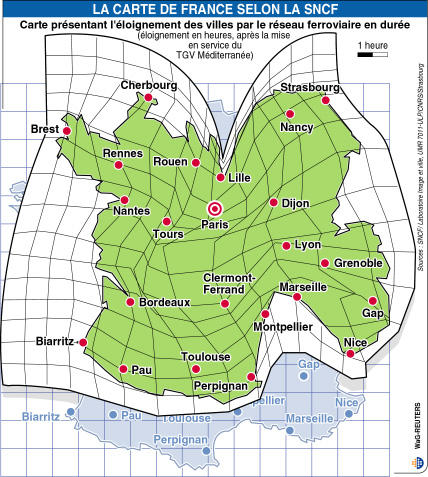 LA CARTE DE FRANCE SELON LA SNCF
Carte présentant l'éloignement des villes par le réseau ferroviaire en durée
(éloignement en heures, après la mise
en service du
TGV Méditerranée)
1 heure
Cherbourg
Strasbourg
Brest
Nancy
Rennes
Rouen
Lille
Nantes
Dijon
Tours
Paris
Lyon
Grenoble
Clermont-
Ferrand
Marseille
Bordeaux
Gap
Montpellier
Biarritz
Nice
Toulouse
Pau
Perpignan
Gap
Biarritz
Pau
Toulouse
pellier
Nice
Marseille
Perpignan
Sources : SNCF/ Laboratoire Image et ville, UMR 7011-ULP/CNRS/Strasbourg
WaG-REUTERS